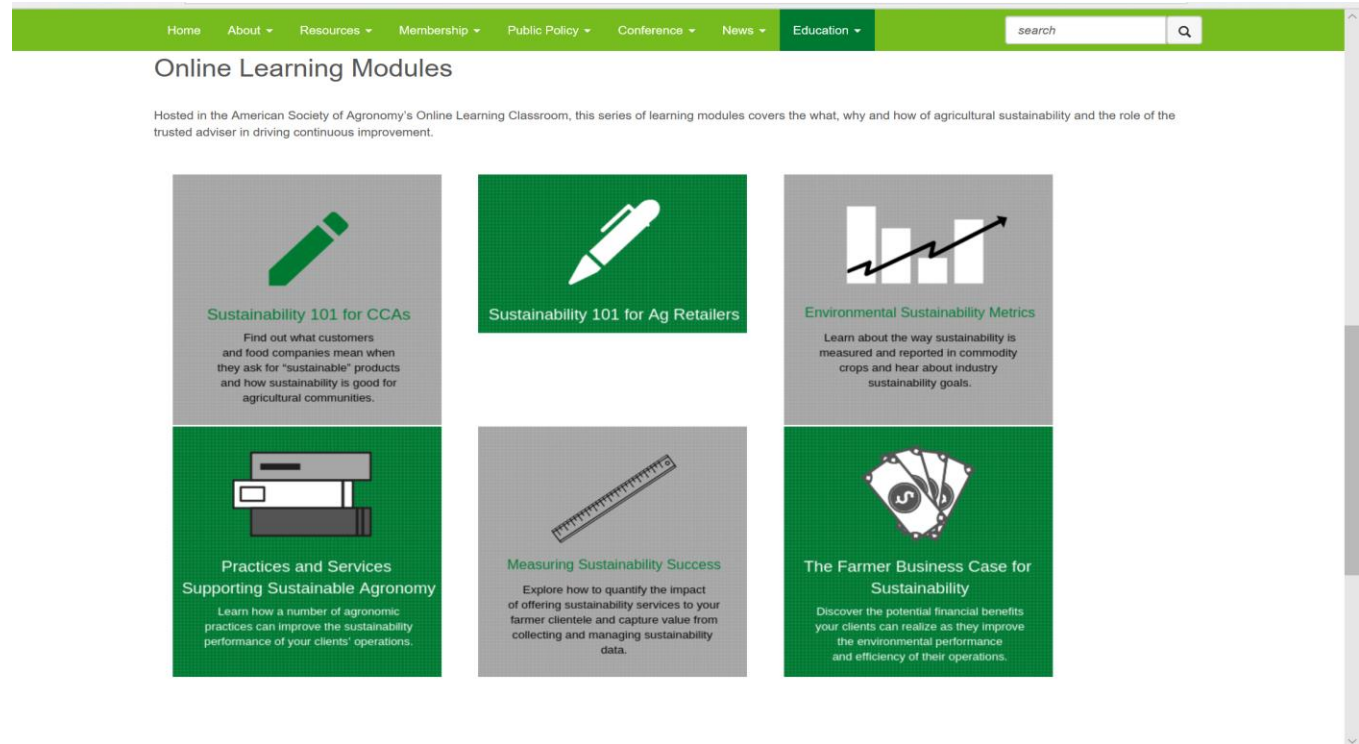 Home About Resources Membership Public Policy Conference News Education search
Online Learning Modules
Hosted in the American Society of Agronomy's Online Learning Classroom, this series of learning modules covers the what, why and how of agricultural sustainability and the role of the
trusted adviser in driving continuous improvement.
Sustainability 101 for CCAs
Find out what customers
and food companies mean when
they ask for “sustainable” products
and how sustainability is good for
agricultural communities.
Sustainability 101 for Ag Retailers
Environmental Sustainability Metrics
Learn about the way sustainability is
measured and reported in commodity
crops and hear about industry
sustainability goals.
Practices and Services
Supporting Sustainable Agronomy
Learn how a number of agronomic
practices can improve the sustainability
performance of your clients' operations.
Measuring Sustainability Success
Explore how to quantify the impact
of offering sustainability services to your
farmer clientele and capture value from
collecting and managing sustainability
data.
The Farmer Business Case for
Sustainability
Discover the potential financial benefits
your clients can realize as they improve
the environmental performance
and efficiency of their operations.